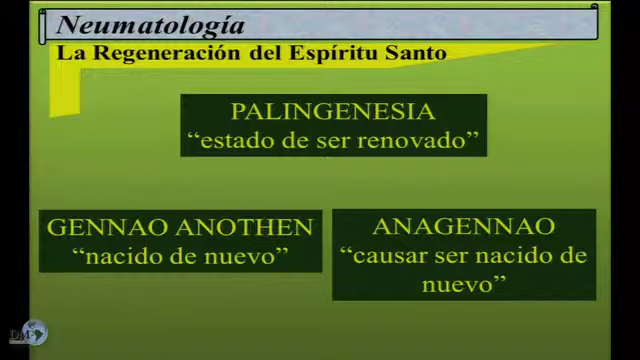 Neumatología
La Regeneración del Espíritu Santo
PALINGENESIA
“estado de ser renovado”
GENNAO ANOTHEN
“nacido de nuevo”
ANAGENNAO
“causar ser nacido de
nuevo”
DM